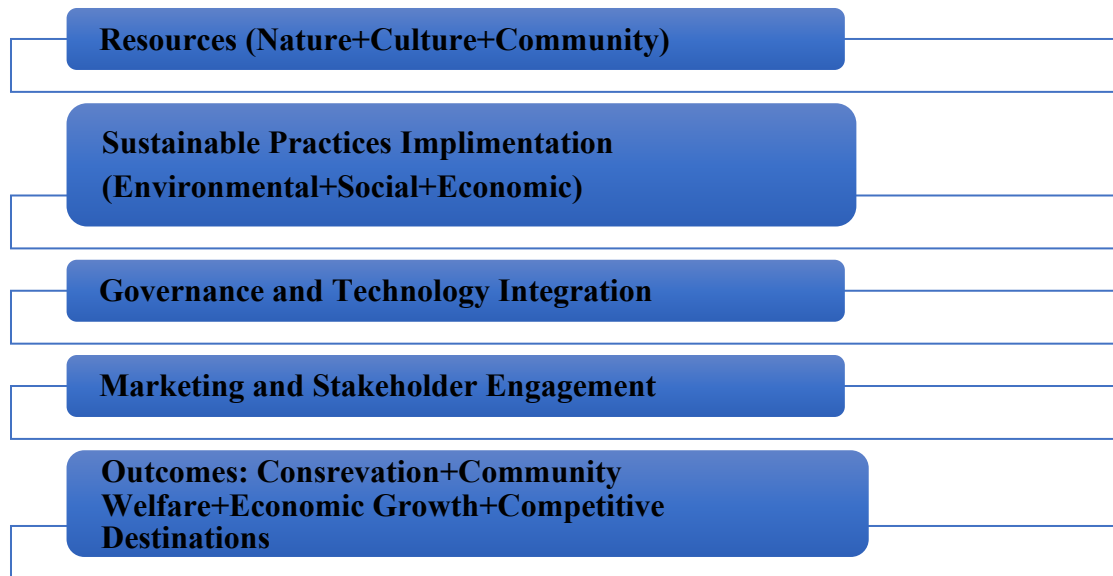 Resources (Nature+Culture+Community)
Sustainable Practices Implimentation
(Environmental+Social+Economic)
Governance and Technology Integration
Marketing and Stakeholder Engagement
Outcomes: Consrevation+Community
Welfare+Economic Growth+Competitive
Destinations